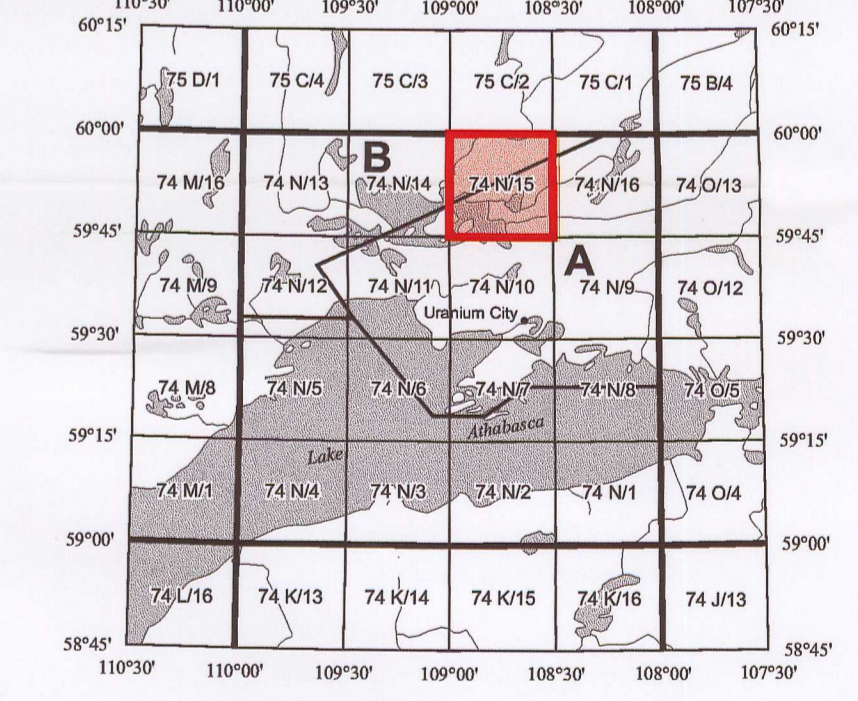 110°30' 110°00' 109°30' 109°00' 108°30' 108°00' 107°30'
60°15' 60°15'
75 D/1 75 C/4 75 C/3 75 C/2 75 C/1 75 B/4
60°00' 60°00'
B
74 M/16 74 N/13 74 N/14 74 N/15 74 N/16 74 O/13
59°45' 59°45'
A
74 M/9 74 N/12 74 N/11 74 N/10 74 N/9 74 O/12
Uranium City
59°30' 59°30'
74 M/8 74 N/5 74 N/6 74 N/7 74 N/8 74 O/5
Athabasca
59°15' 59°15'
Lake
74 M/1 74 N/4 74 N/3 74 N/2 74 N/1 74 O/4
59°00' 59°00'
74 L/16 74 K/13 74 K/14 74 K/15 74 K/16 74 J/13
58°45' 58°45'
110°30' 110°00' 109°30' 109°00' 108°30' 108°00' 107°30'